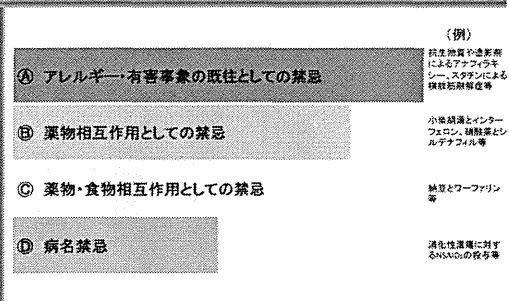 (例)
Ⓐ アレルギー・有害事象の既往としての禁忌
抗生物質や造影剤
によるアナフィラキ
シー、スタチンによる
横紋筋融解症等
Ⓑ 薬物相互作用としての禁忌
小柴胡湯とインター
フェロン、硝酸薬とシ
ルデナフィル等
Ⓒ 薬物・食物相互作用としての禁忌
納豆とワーファリン
等
Ⓓ 病名禁忌
消化性潰瘍に対す
るNSAIDsの投与等